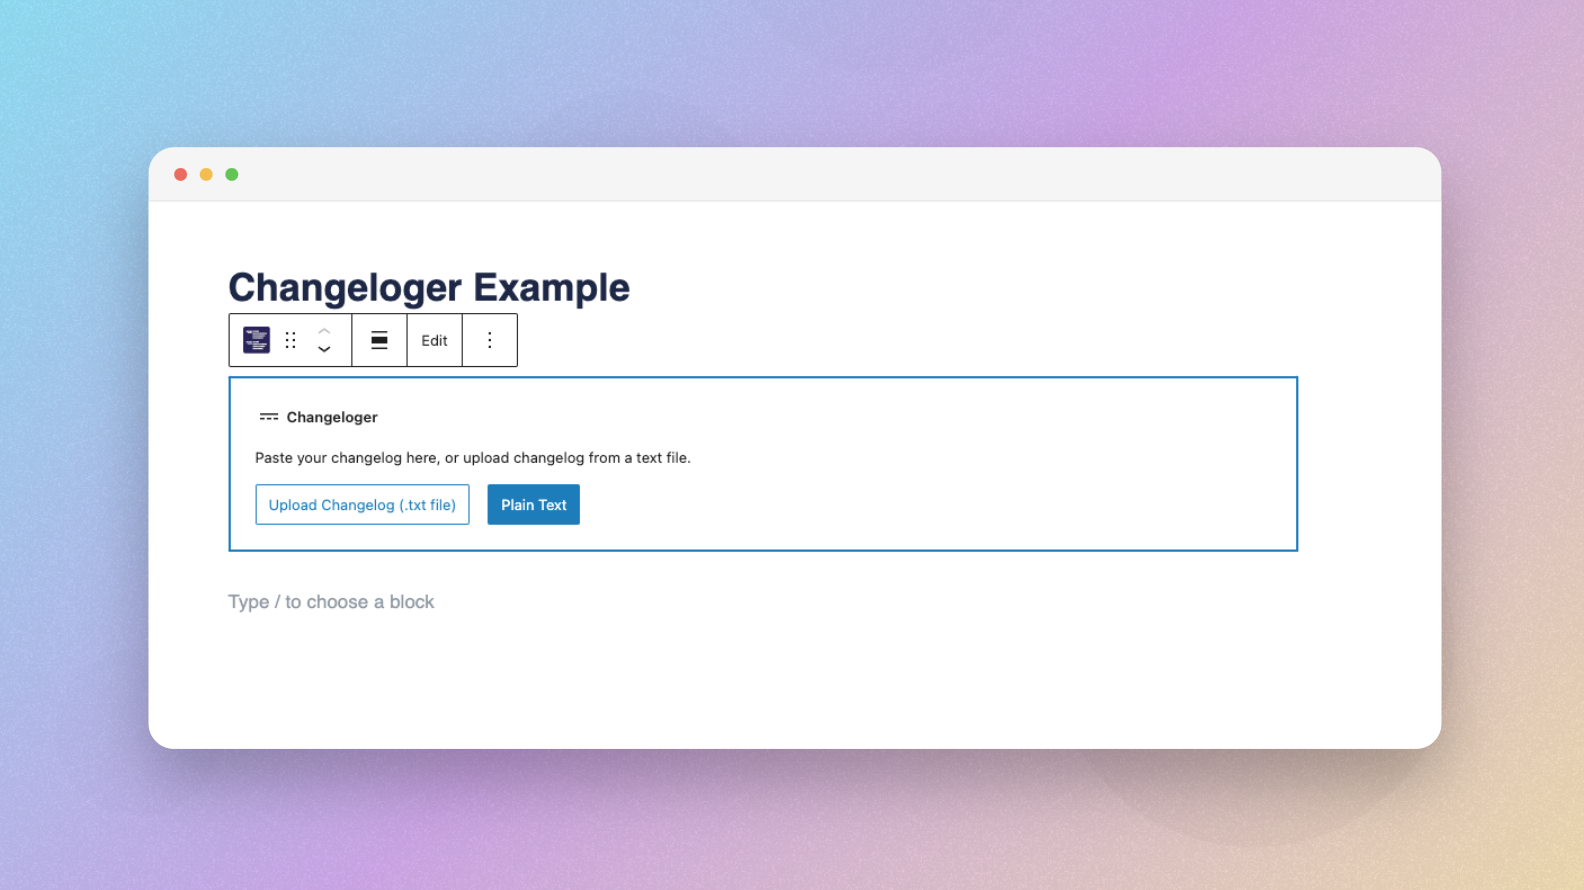 Changeloger Example
Edit
Changeloger
Paste your changelog here, or upload changelog from a text file.
Upload Changelog (.txt file)
Plain Text
Type / to choose a block